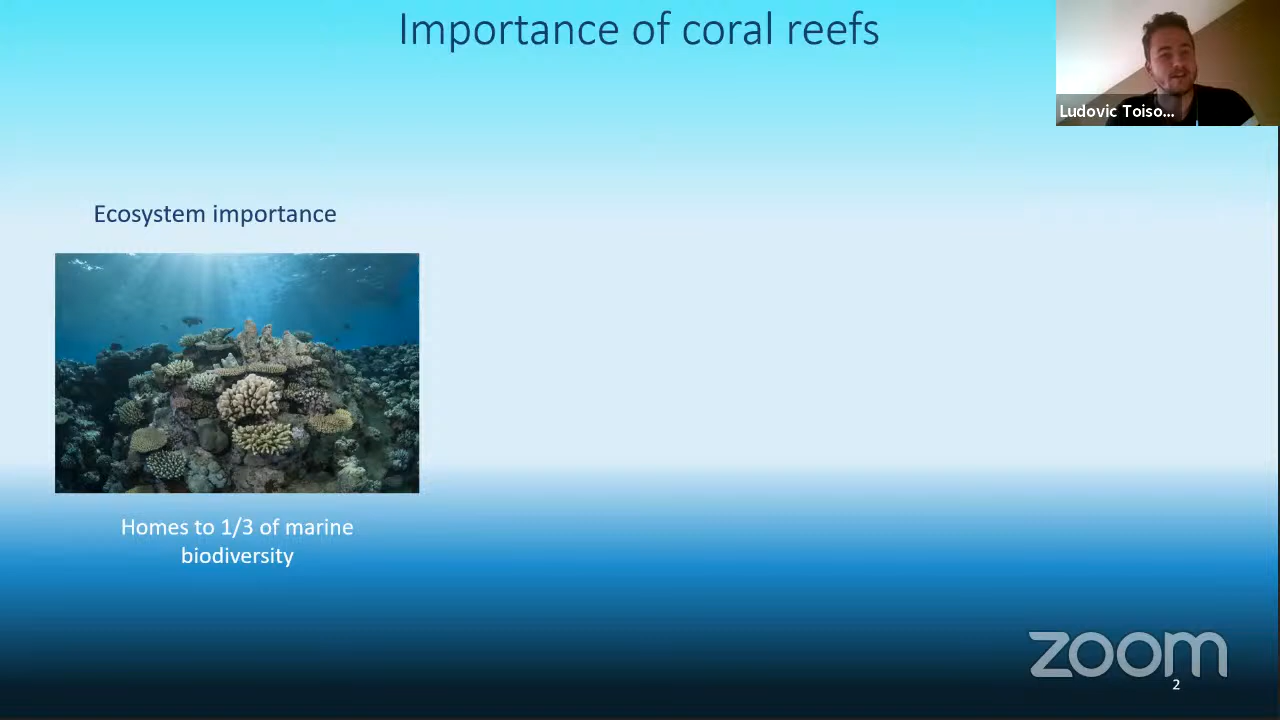 Importance of coral reefs
Ludovic Toiso...
Ecosystem importance
Homes to 1/3 of marine
biodiversity
zoom
2